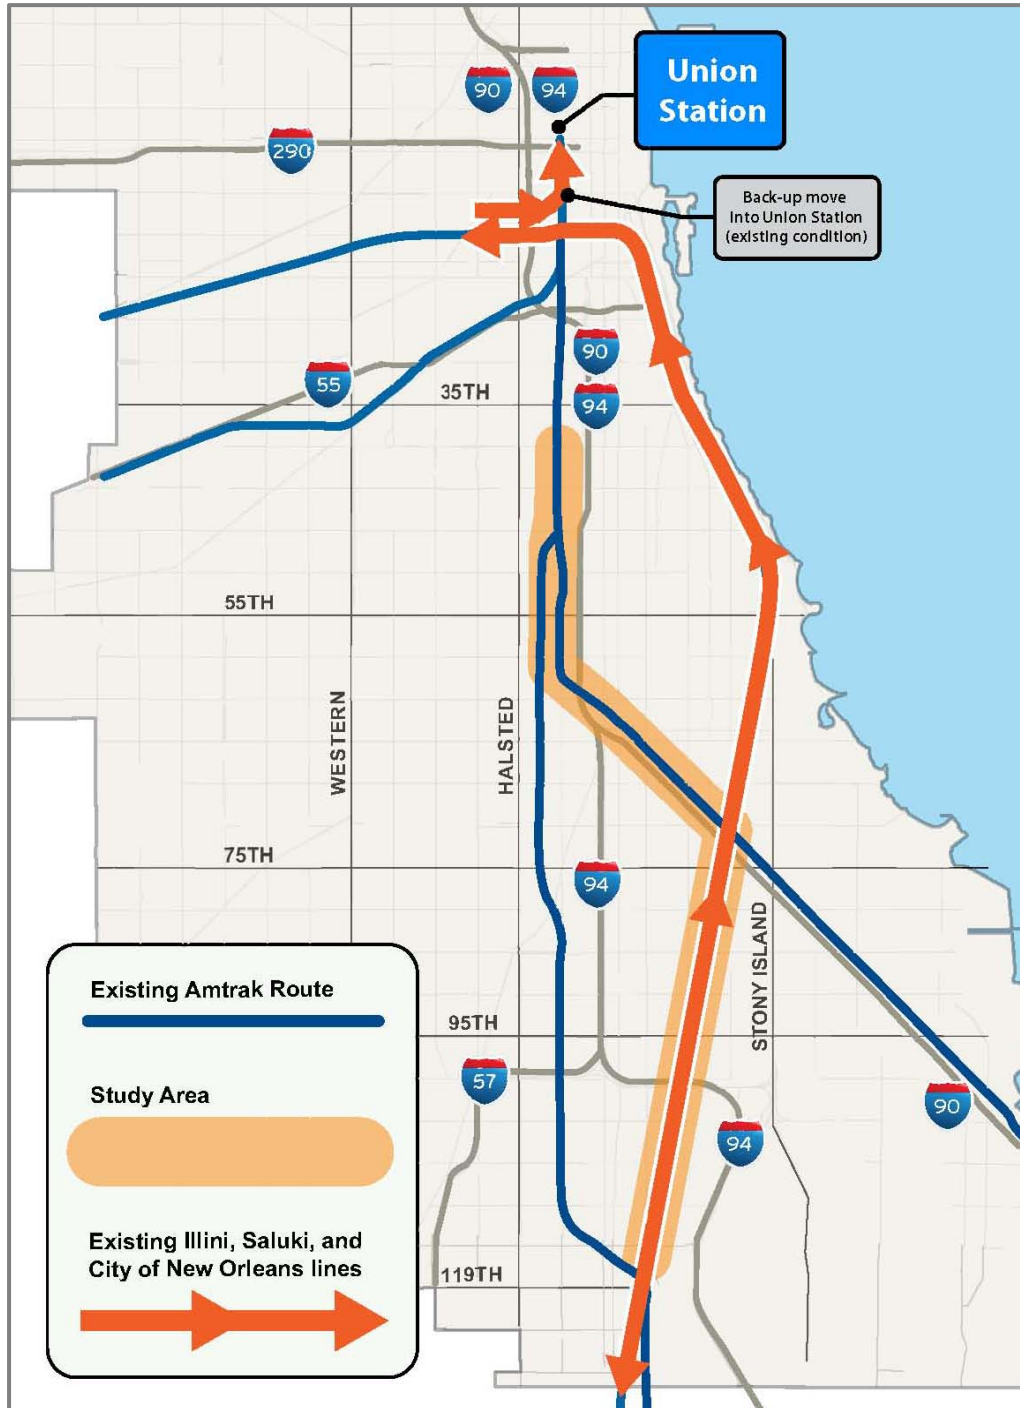 Union
Station
90
94
290
Back-up move
into Union Station
(existing condition)
90
55
35TH
94
55TH
WESTERN
HALSTED
75TH
94
STONY ISLAND
95TH
57
90
94
119TH
Existing Amtrak Route
Study Area
Existing Illini, Saluki, and
City of New Orleans lines